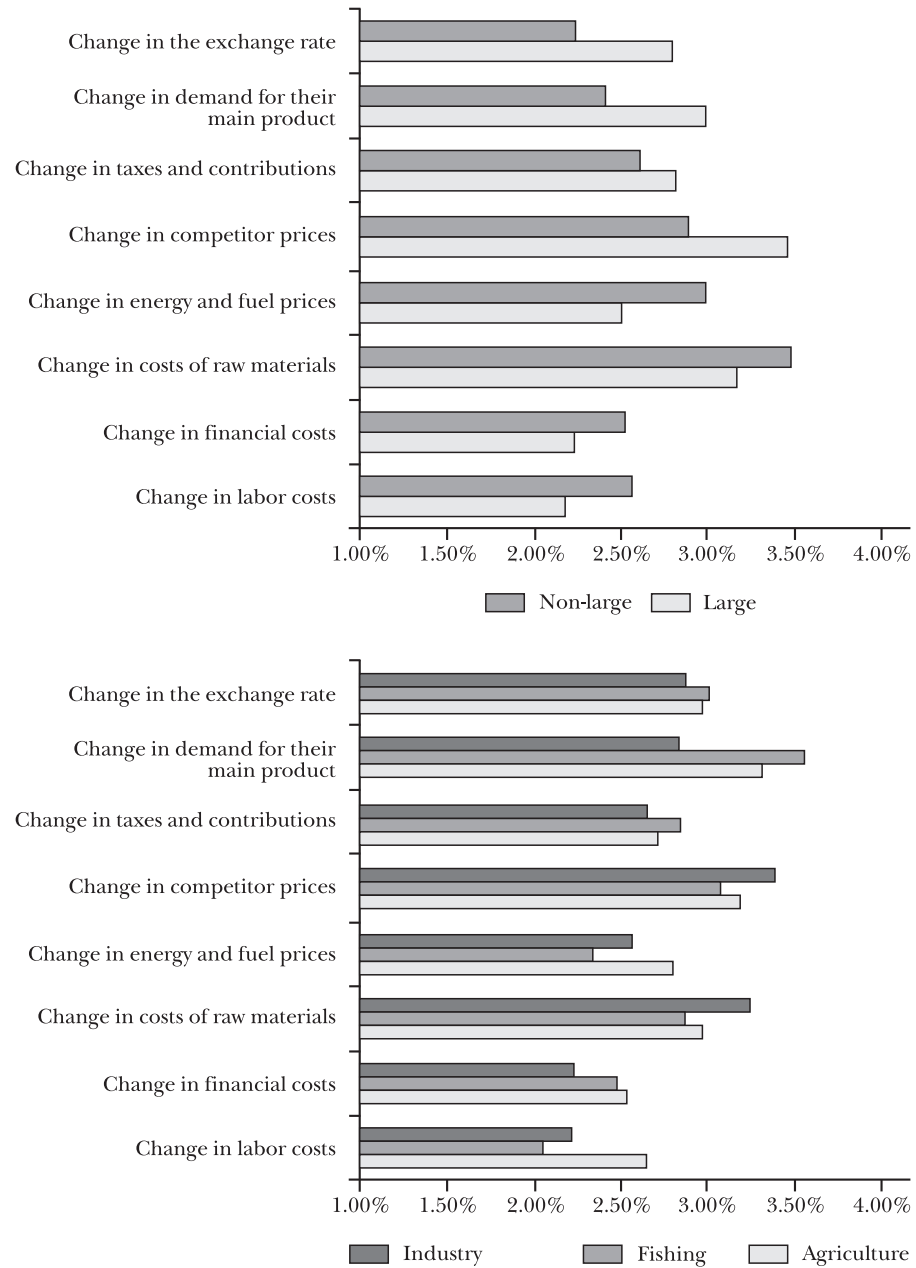 Change in the exchange rate
Change in demand for their
main product
Change in taxes and contributions
Change in competitor prices
Change in energy and fuel prices
Change in costs of raw materials
Change in financial costs
Change in labor costs
1.00% 1.50% 2.00% 2.50% 3.00% 3.50% 4.00%
Non-large Large
Change in the exchange rate
Change in demand for their
main product
Change in taxes and contributions
Change in competitor prices
Change in energy and fuel prices
Change in costs of raw materials
Change in financial costs
Change in labor costs
1.00% 1.50% 2.00% 2.50% 3.00% 3.50% 4.00%
Industry Fishing Agriculture